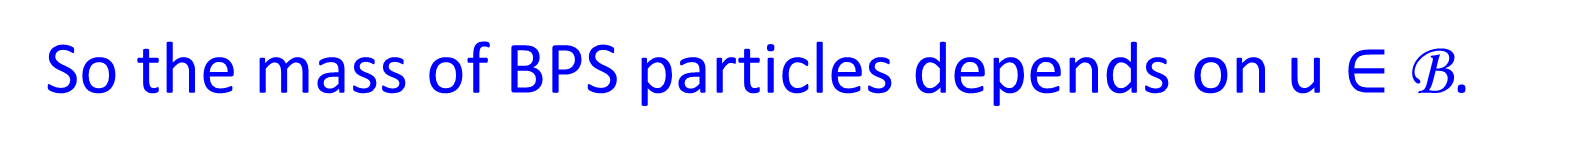 So the mass of BPS particles depends on u ∈ ℬ.